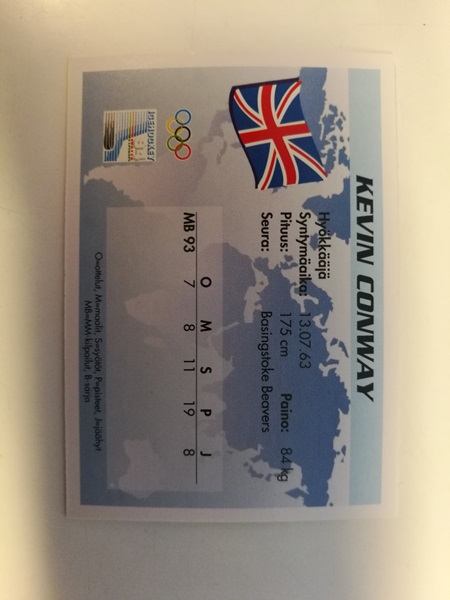 KEVIN CONWAY
Hyökkääjä
Syntymäaika: 13.07.63 Paino: 84 kg
Pituus: 175 cm
Seura: Basingstoke Beavers
O M S P J
MB 93 7 8 11 19 8
O=ottelut, M=maalit, S=syötöt, P=pisteet, J=jäähyt
MB=MM-kilpailut, B-sarja
ITALIA